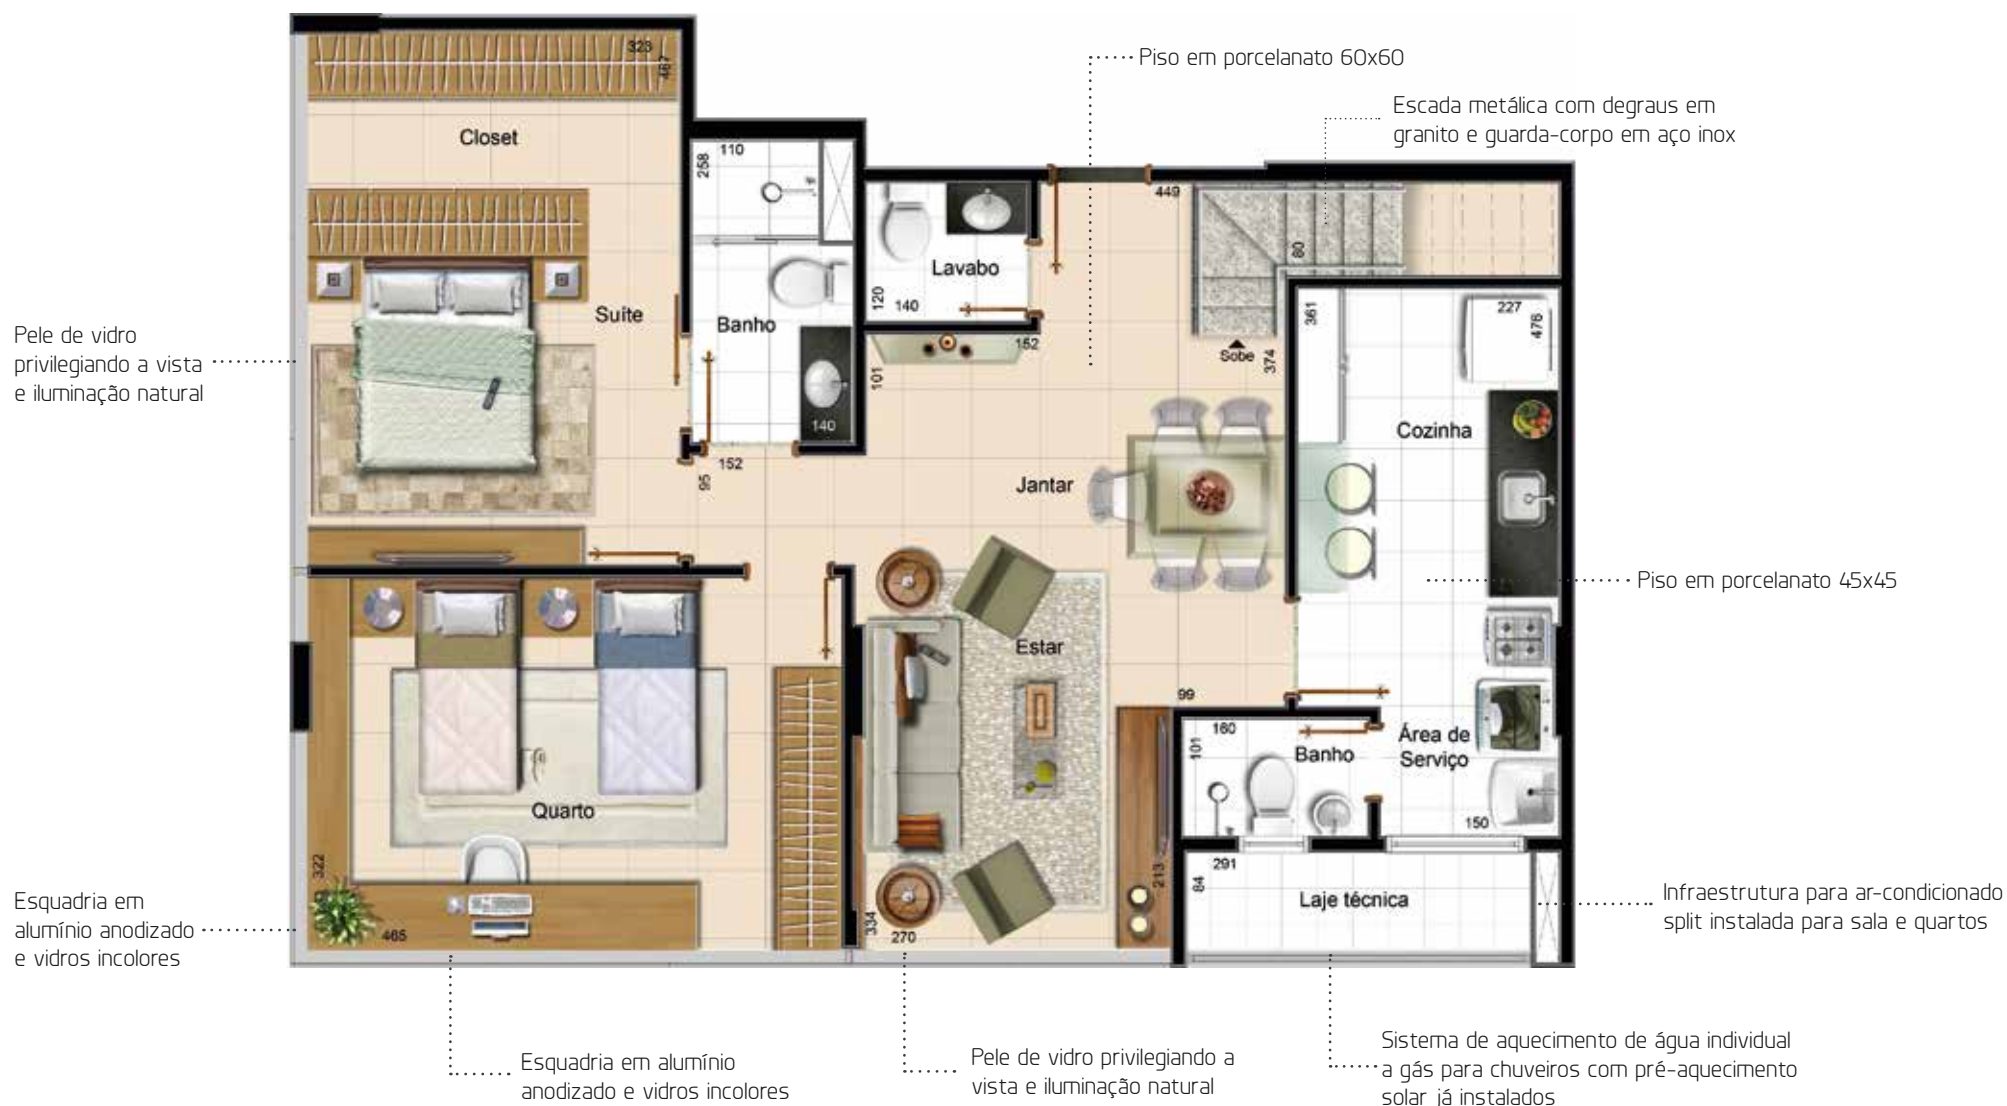 Piso em porcelanato 60x60
Escada metálica com degraus em
granito e guarda-corpo em aço inox
323
467
Closet
110
258
449
80
Lavabo
120
140
Suíte
Banho
152
101
Sobe
374
361
227
476
Pele de vidro
privilegiando a vista
e iluminação natural
140
152
95
Cozinha
Jantar
Piso em porcelanato 45x45
Estar
99
160
101
Banho
Área de
Serviço
150
Quarto
322
465
334
270
213
291
84
Laje técnica
Esquadria em
alumínio anodizado
e vidros incolores
Infraestrutura para ar-condicionado
split instalada para sala e quartos
Esquadria em alumínio
anodizado e vidros incolores
Pele de vidro privilegiando a
vista e iluminação natural
Sistema de aquecimento de água individual
a gás para chuveiros com pré-aquecimento
solar já instalados